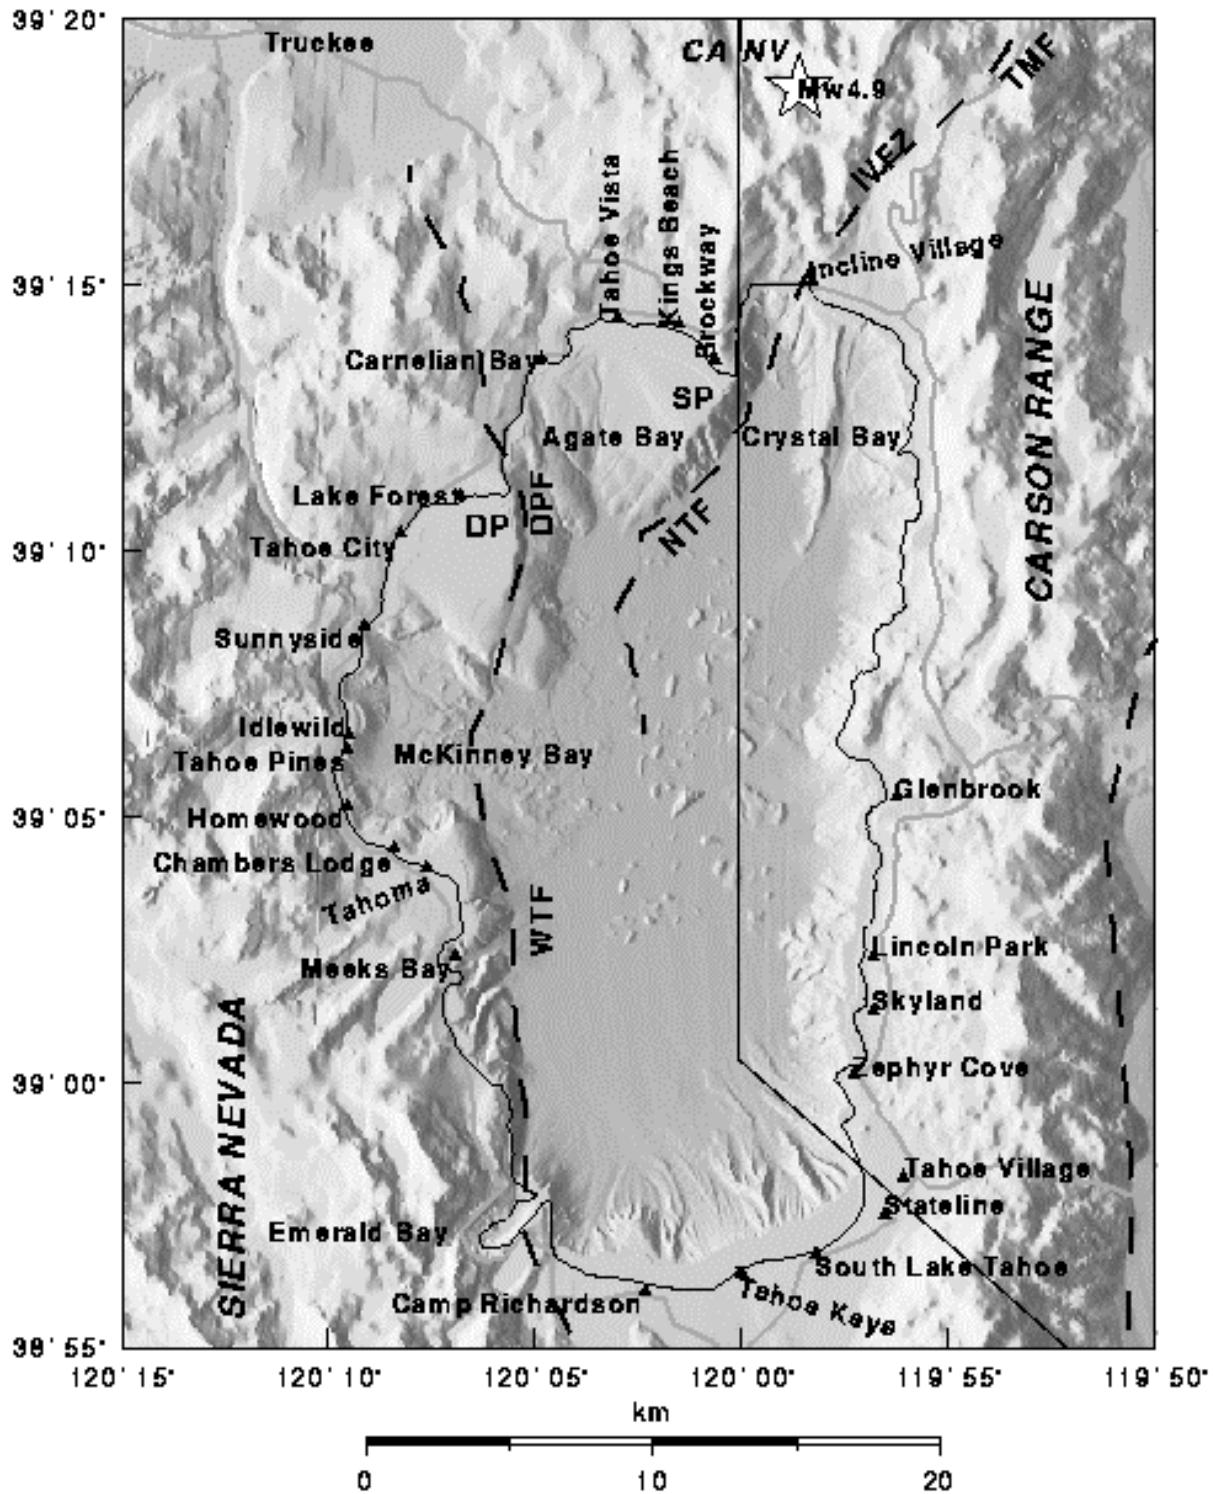 39° 20'
Truckee
CA NV
Mw4.9
TMF
IVFZ
Tahoe Vista
Kings Beach
Brockway
Incline Village
39° 15'
Carnelian Bay
SP
Agate Bay
Crystal Bay
CARSON RANGE
Lake Forest
DP
DPF
NTF
Tahoe City
39° 10'
Sunnyside
Idlewild
Tahoe Pines
McKinney Bay
Glenbrook
39° 05'
Homewood
Chambers Lodge
Tahoma
WTF
Lincoln Park
Meeks Bay
Skyland
SIERRA NEVADA
39° 00'
Zephyr Cove
Tahoe Village
Stateline
Emerald Bay
South Lake Tahoe
Camp Richardson
Tahoe Keys
38° 55'
120° 15'
120° 10'
120° 05'
120° 00'
119° 55'
119° 50'
km
0
10
20